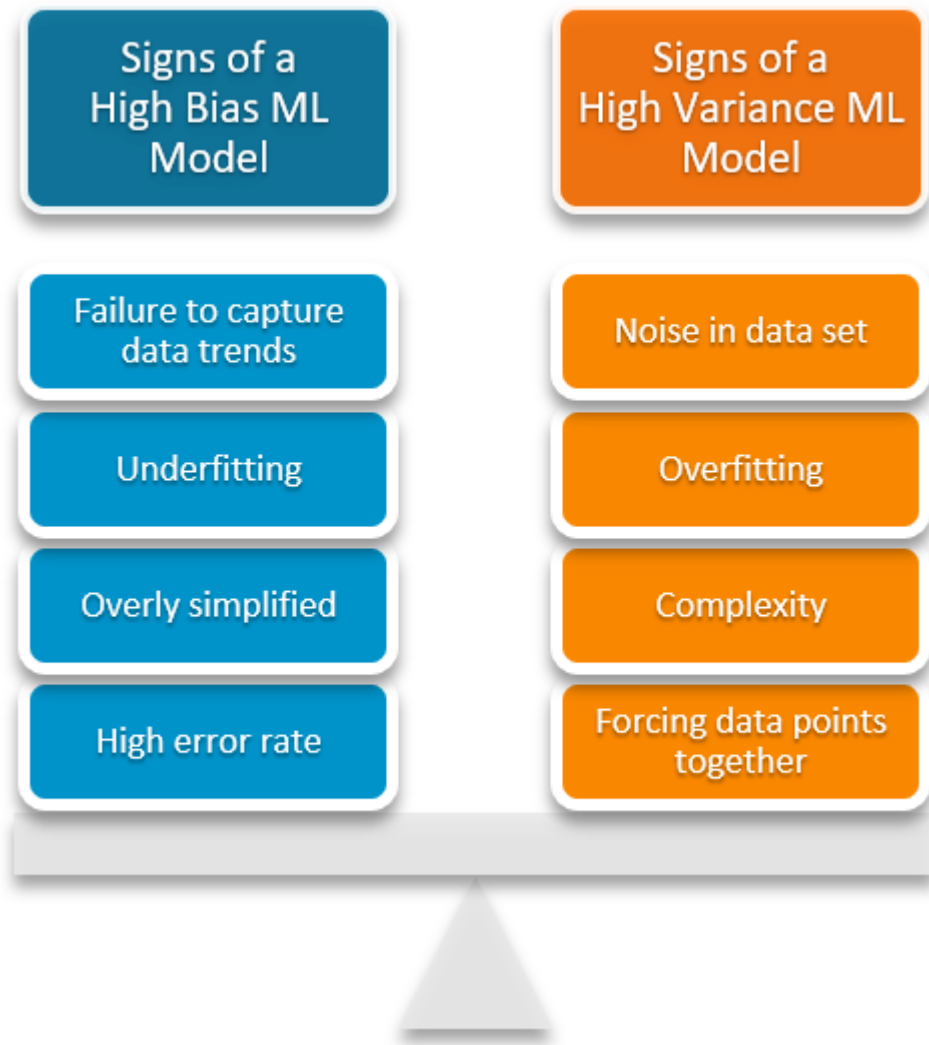 Signs of a
High Bias ML
Model
Signs of a
High Variance ML
Model
Failure to capture
data trends
Noise in data set
Underfitting
Overfitting
Overly simplified
Complexity
High error rate
Forcing data points
together